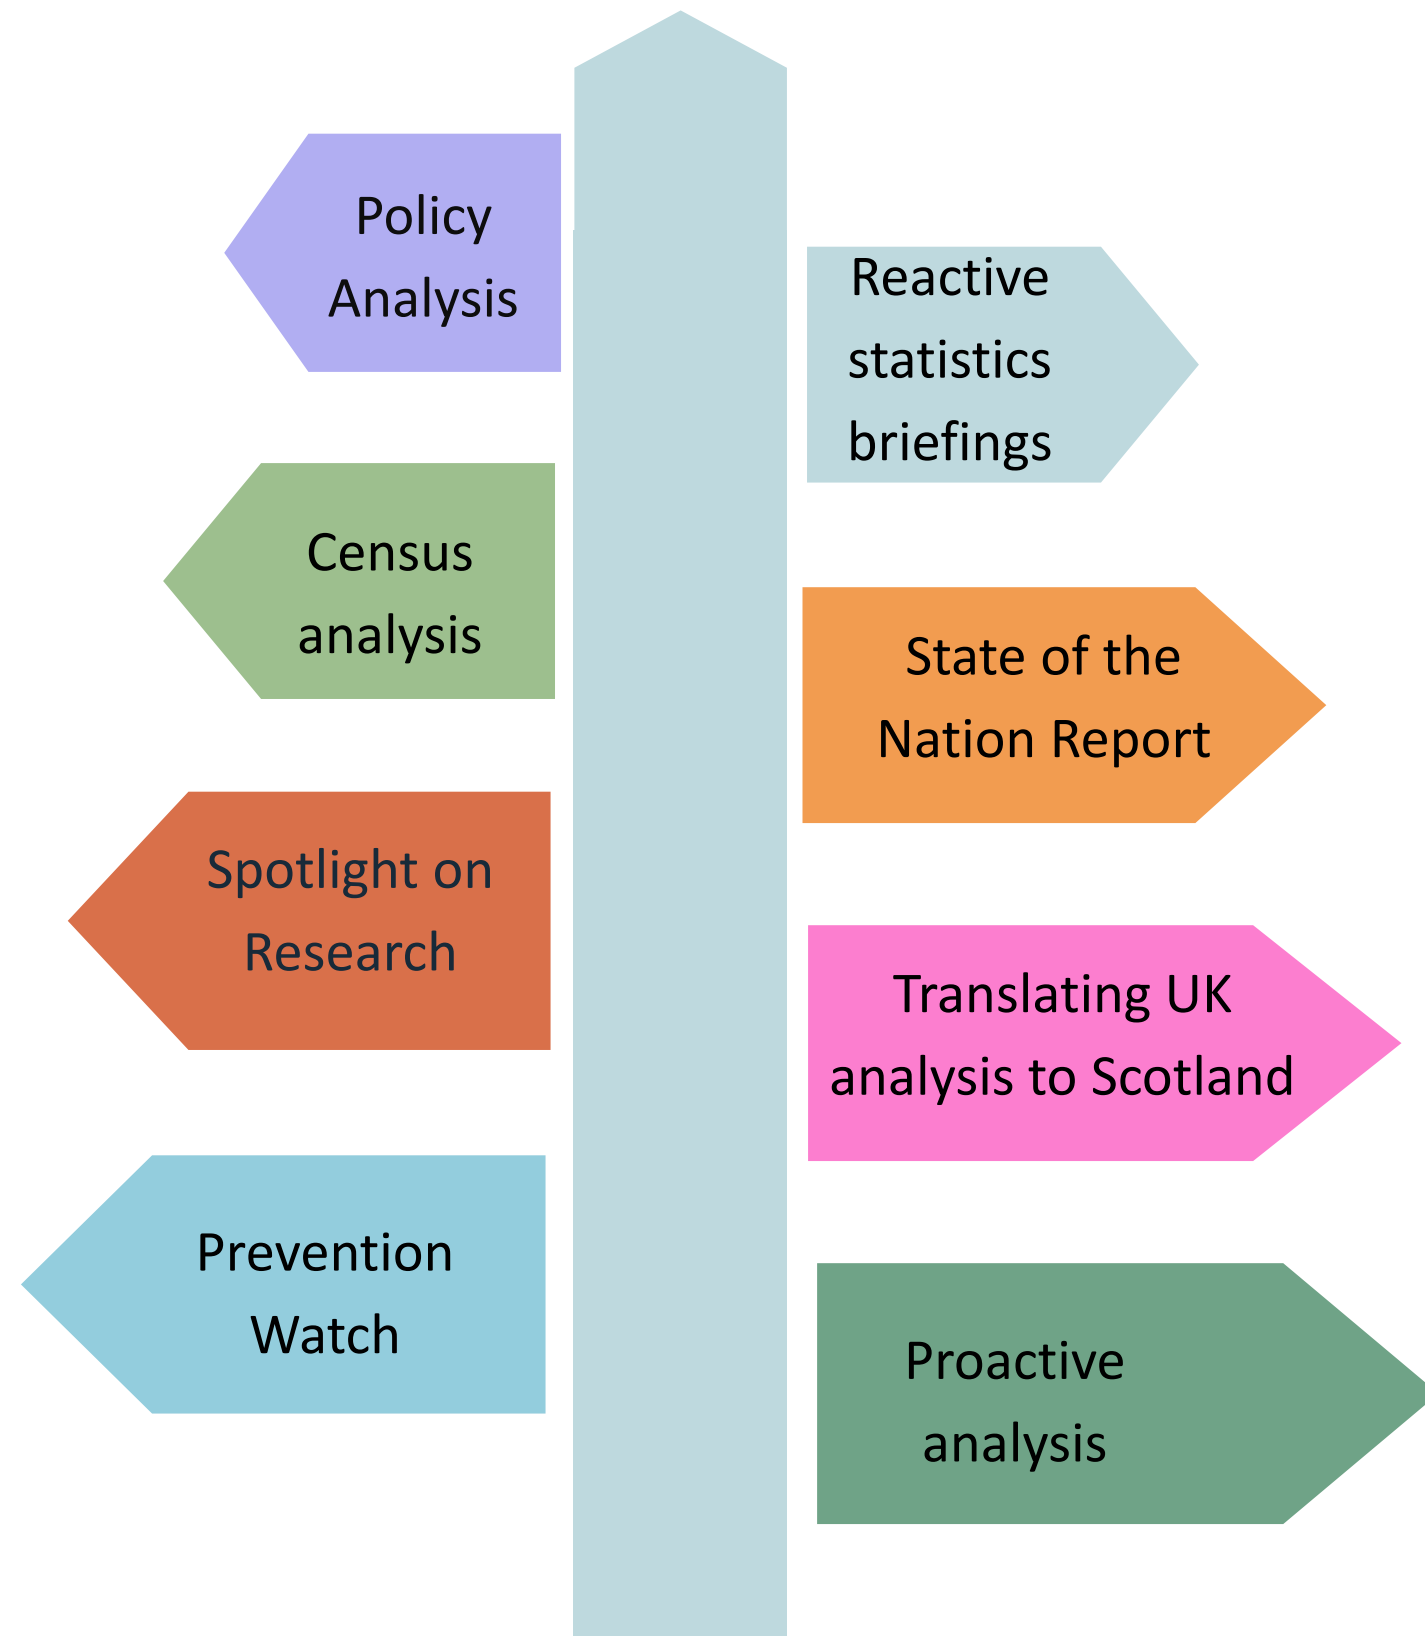 Policy
Analysis
Reactive
statistics
briefings
Census
analysis
State of the
Nation Report
Spotlight on
Research
Translating UK
analysis to Scotland
Prevention
Watch
Proactive
analysis